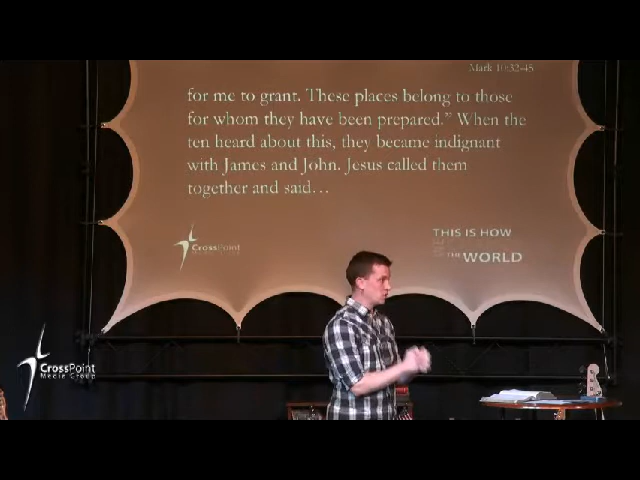 Mark 10:32-45
for me to grant. These places belong to those
for whom they have been prepared.” When the
ten heard about this, they became indignant
with James and John. Jesus called them
together and said…
CrossPoint
MEDIA GROUP
THIS IS HOW
THE WORLD
CrossPoint
Media Group